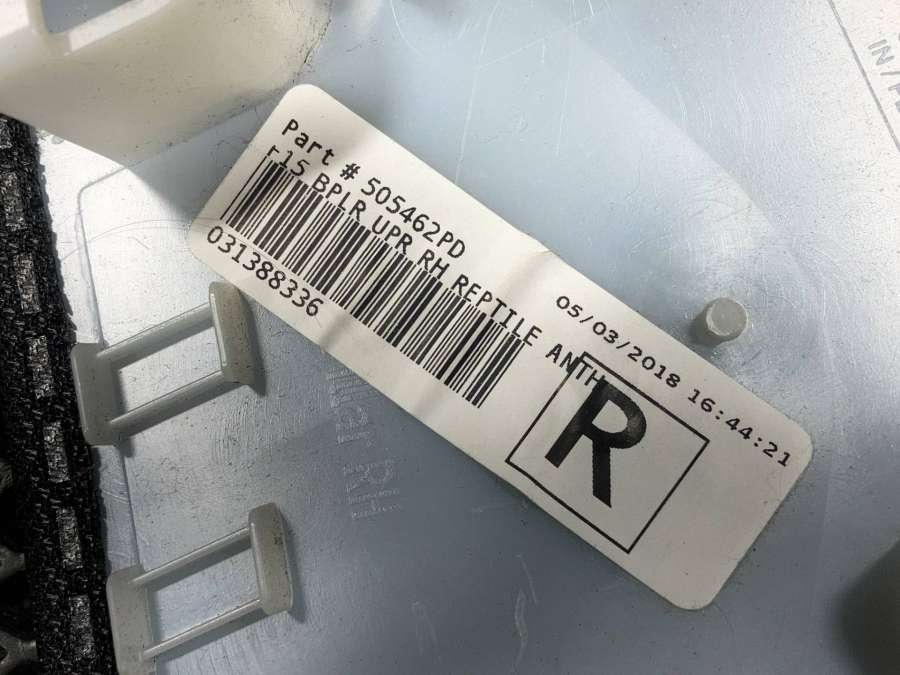 Part # 505462PD
F15 BPLR UPR RH REPTILE ANTH
031388336
05/03/2018 16:44:21
R